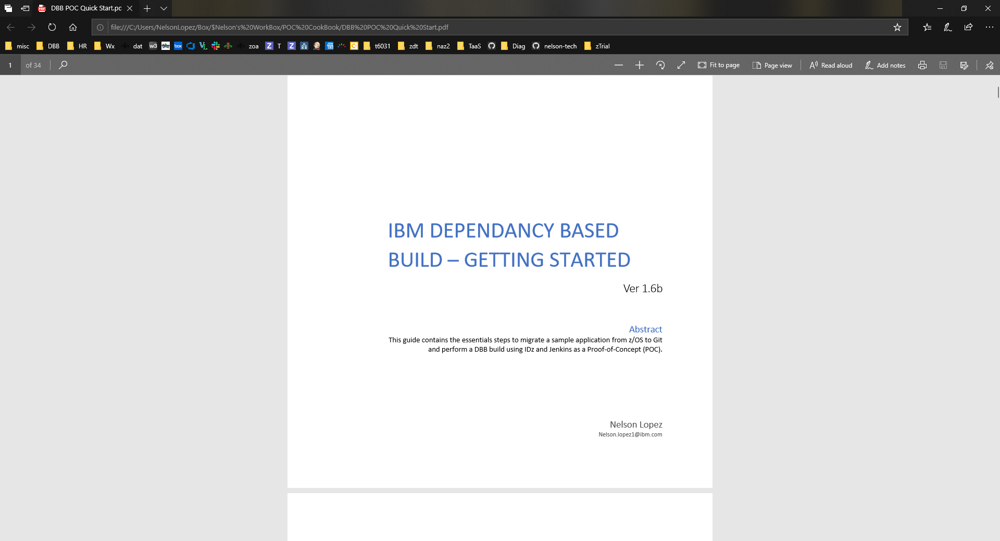 DBB POC Quick Start.pc
file:///C:/Users/NelsonLopez/Box/$Nelson's%20WorkBox/POC%20CookBook/DBB%20POC%20Quick%20Start.pdf
misc DBB HR Wx dat w3 box zoa Z T Z t6031 zdt naz2 TaaS Diag nelson-tech zTrial
1 of 34 Fit to page Page view Read aloud Add notes
IBM DEPENDANCY BASED
BUILD – GETTING STARTED
Ver 1.6b
Abstract
This guide contains the essentials steps to migrate a sample application from z/OS to Git
and perform a DBB build using IDz and Jenkins as a Proof-of-Concept (POC).
Nelson Lopez
Nelson.lopez1@ibm.com